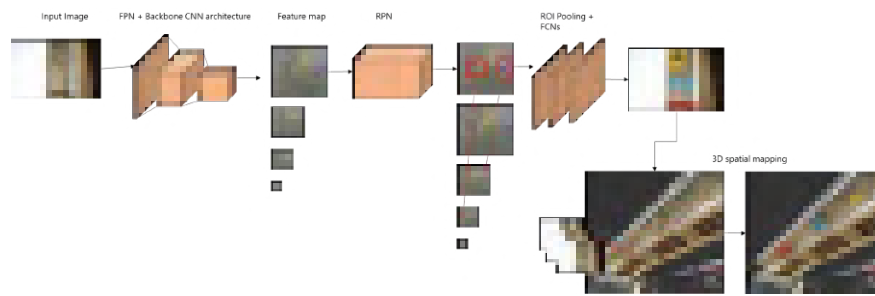 Input Image
FPN + Backbone CNN architecture
Feature map
RPN
ROI Pooling +
FCNs
3D spatial mapping